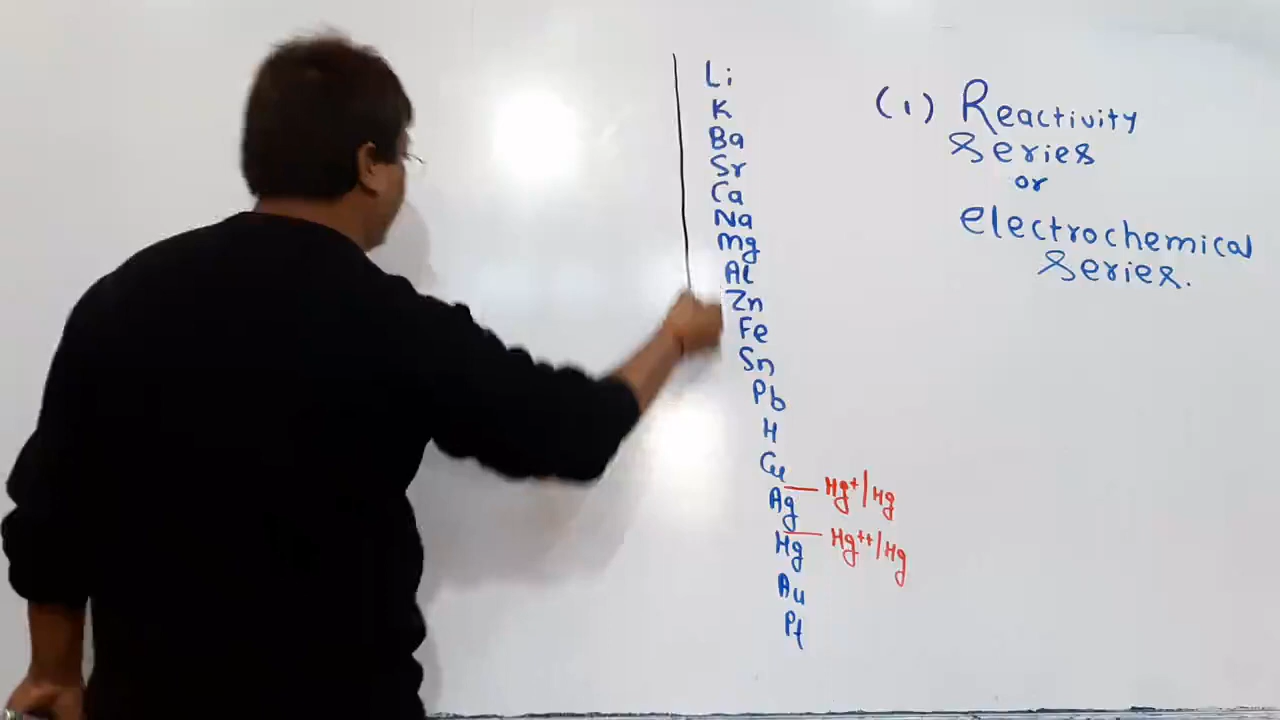 Li
K
Ba
Sr
Ca
Na
Mg
Al
Zn
Fe
Sn
Pb
H
Cu
Ag
Hg
Au
Pt
Hg⁺/Hg
Hg⁺⁺/Hg
(1) Reactivity
Series
or
Electrochemical
Series.